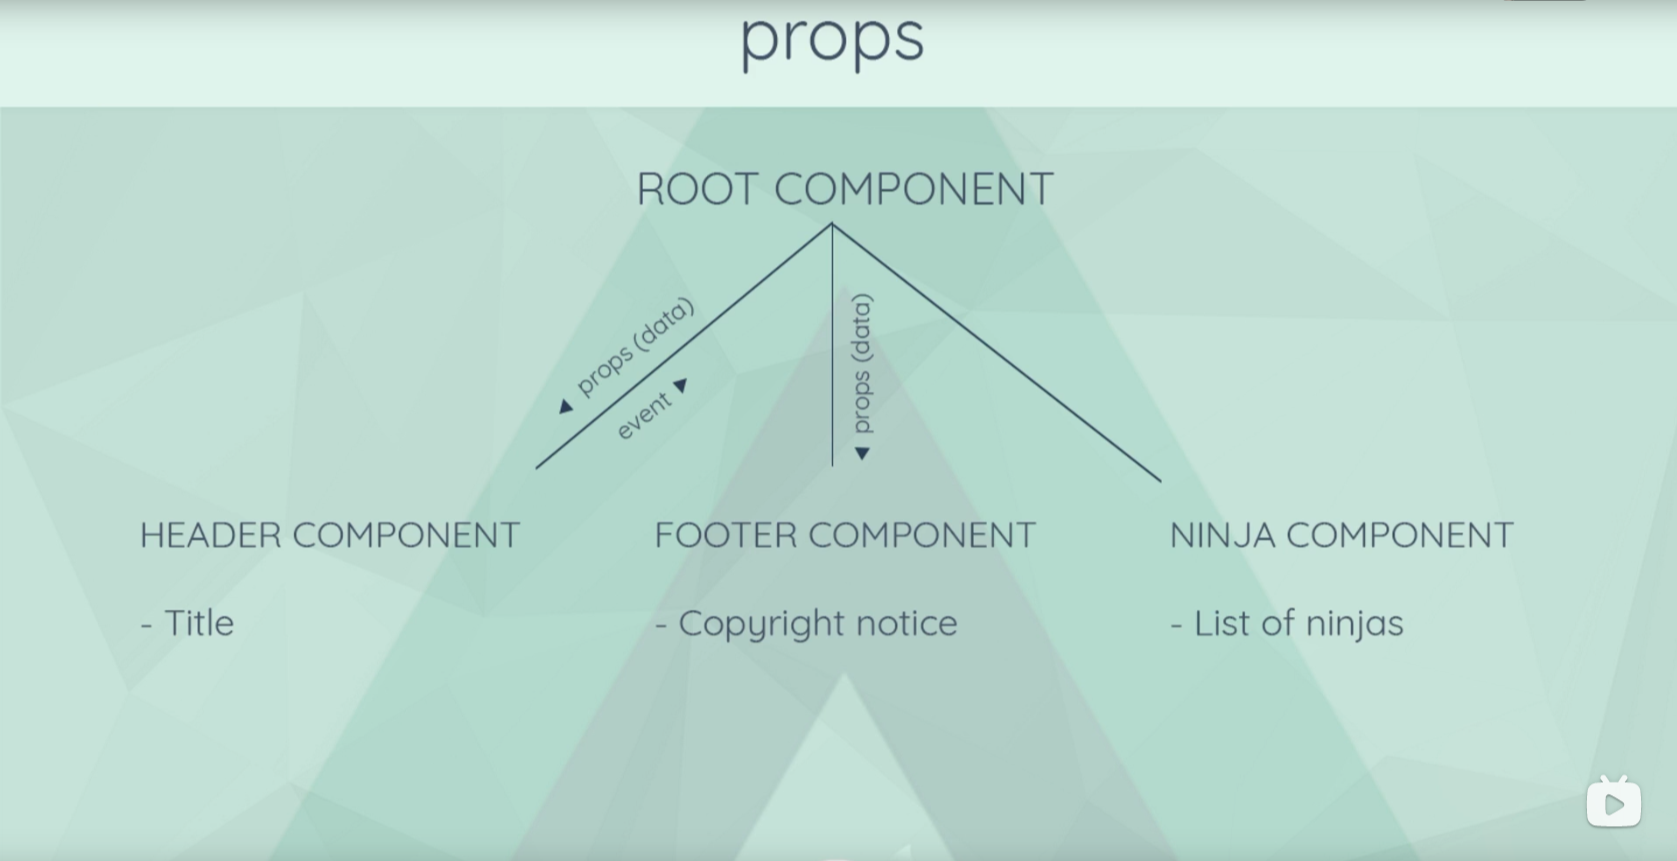 props
ROOT COMPONENT
◀ props (data)
event ▶
◀ props (data)
HEADER COMPONENT
FOOTER COMPONENT
NINJA COMPONENT
- Title
- Copyright notice
- List of ninjas